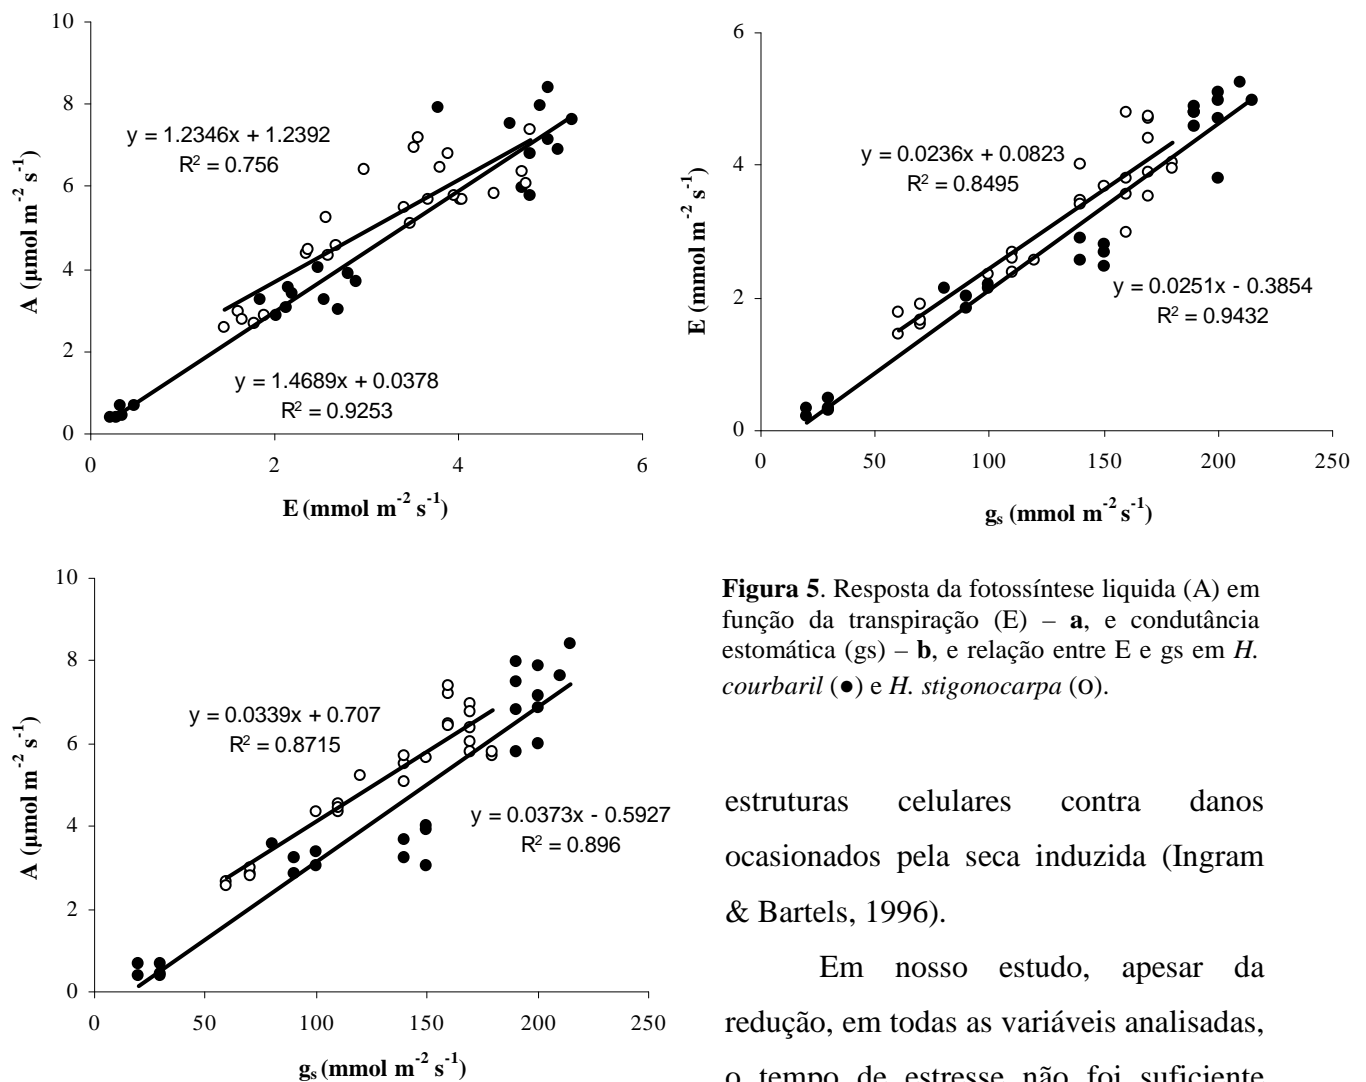 10
8
6
4
2
0
A (µmol m-2 s-1)
y = 1.2346x + 1.2392
R2 = 0.756
y = 1.4689x + 0.0378
R2 = 0.9253
0 2 4 6
E (mmol m-2 s-1)
6
4
2
0
E (mmol m-2 s-1)
y = 0.0236x + 0.0823
R2 = 0.8495
y = 0.0251x - 0.3854
R2 = 0.9432
0 50 100 150 200 250
gs (mmol m-2 s-1)
10
8
6
4
2
0
A (µmol m-2 s-1)
y = 0.0339x + 0.707
R2 = 0.8715
y = 0.0373x - 0.5927
R2 = 0.896
0 50 100 150 200 250
gs (mmol m-2 s-1)
Figura 5. Resposta da fotossíntese liquida (A) em
função da transpiração (E) – a, e condutância
estomática (gs) – b, e relação entre E e gs em H.
courbaril (●) e H. stigonocarpa (O).
estruturas celulares contra danos
ocasionados pela seca induzida (Ingram
& Bartels, 1996).
Em nosso estudo, apesar da
redução, em todas as variáveis analisadas,
o tempo de estresse não foi suficiente